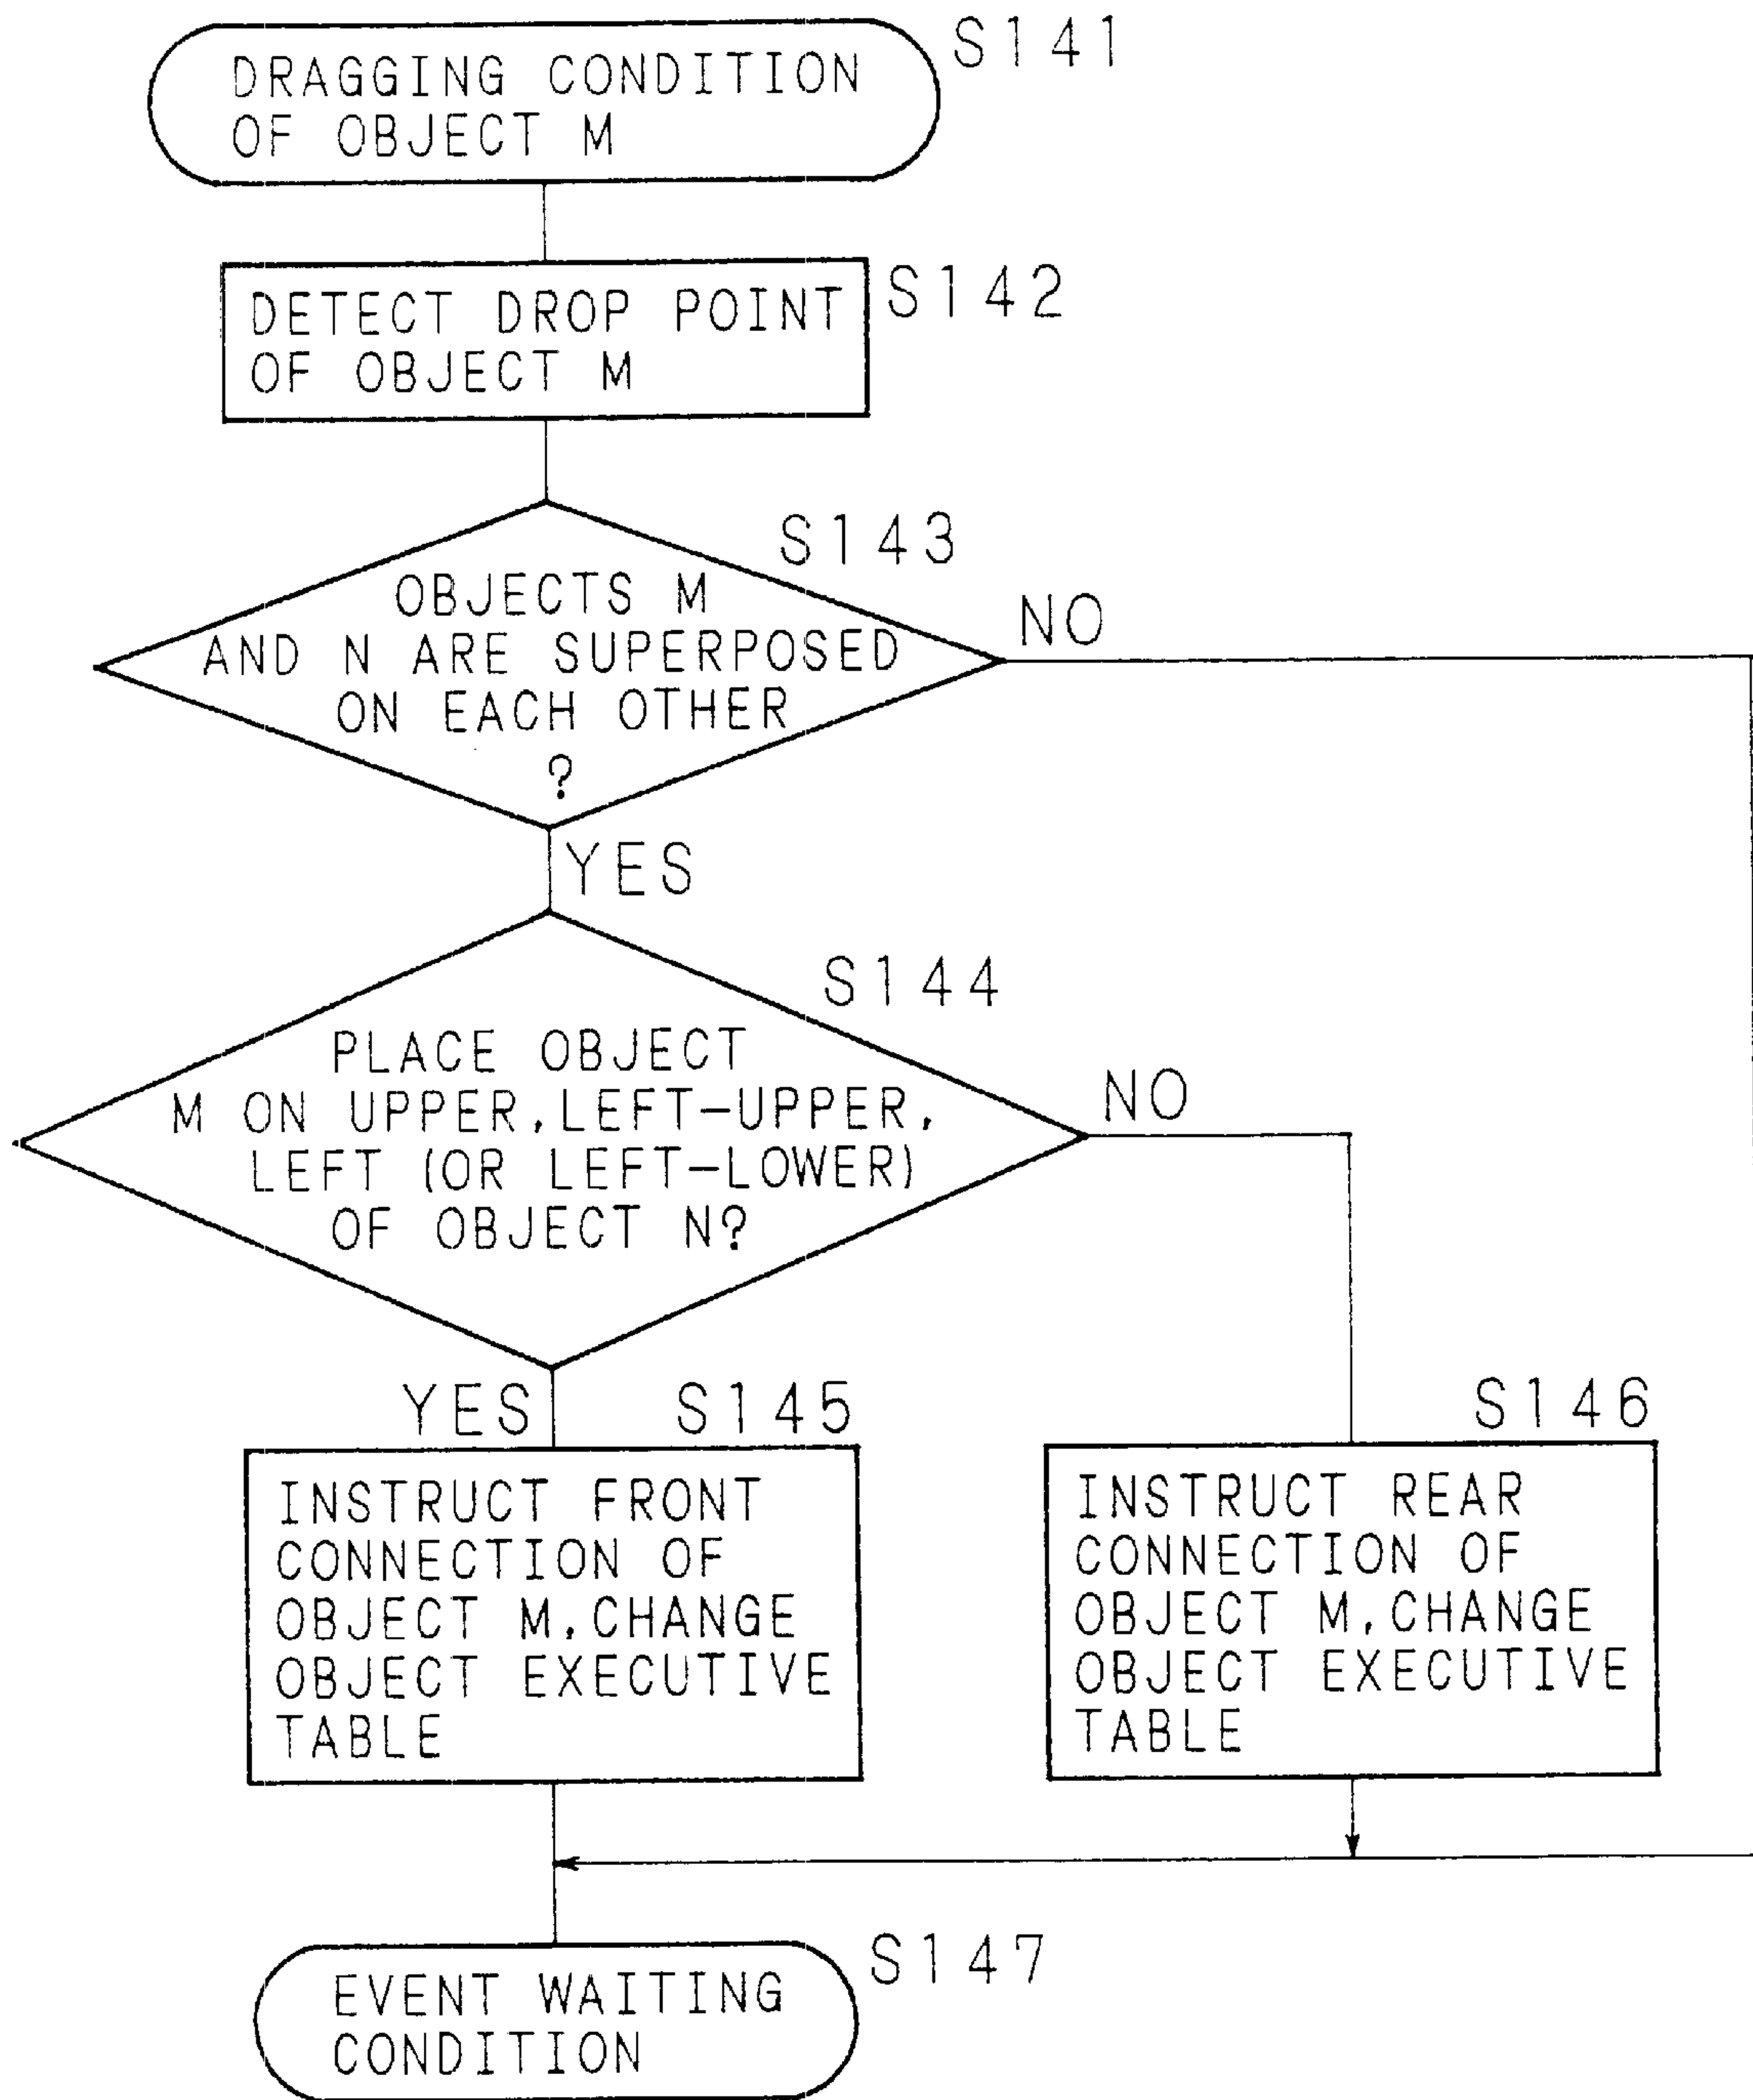 S141
DRAGGING CONDITION
OF OBJECT M
S142
DETECT DROP POINT
OF OBJECT M
S143
OBJECTS M
AND N ARE SUPERPOSED
ON EACH OTHER
?
NO
YES
S144
PLACE OBJECT
M ON UPPER, LEFT-UPPER,
LEFT (OR LEFT-LOWER)
OF OBJECT N?
NO
YES
S145
INSTRUCT FRONT
CONNECTION OF
OBJECT M, CHANGE
OBJECT EXECUTIVE
TABLE
S146
INSTRUCT REAR
CONNECTION OF
OBJECT M, CHANGE
OBJECT EXECUTIVE
TABLE
S147
EVENT WAITING
CONDITION